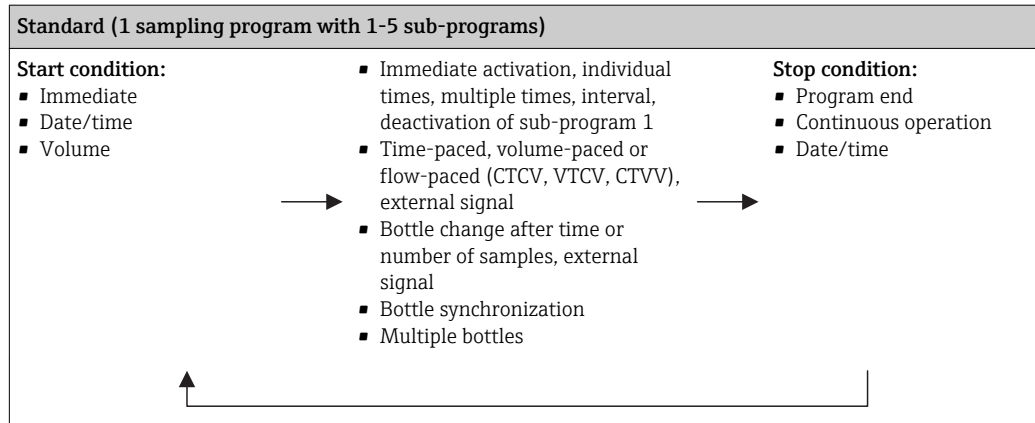 Standard (1 sampling program with 1-5 sub-programs)
Start condition:
▪ Immediate
▪ Date/time
▪ Volume
▪ Immediate activation, individual
times, multiple times, interval,
deactivation of sub-program 1
▪ Time-paced, volume-paced or
flow-paced (CTCV, VTCV, CTVV),
external signal
▪ Bottle change after time or
number of samples, external
signal
▪ Bottle synchronization
▪ Multiple bottles
Stop condition:
▪ Program end
▪ Continuous operation
▪ Date/time